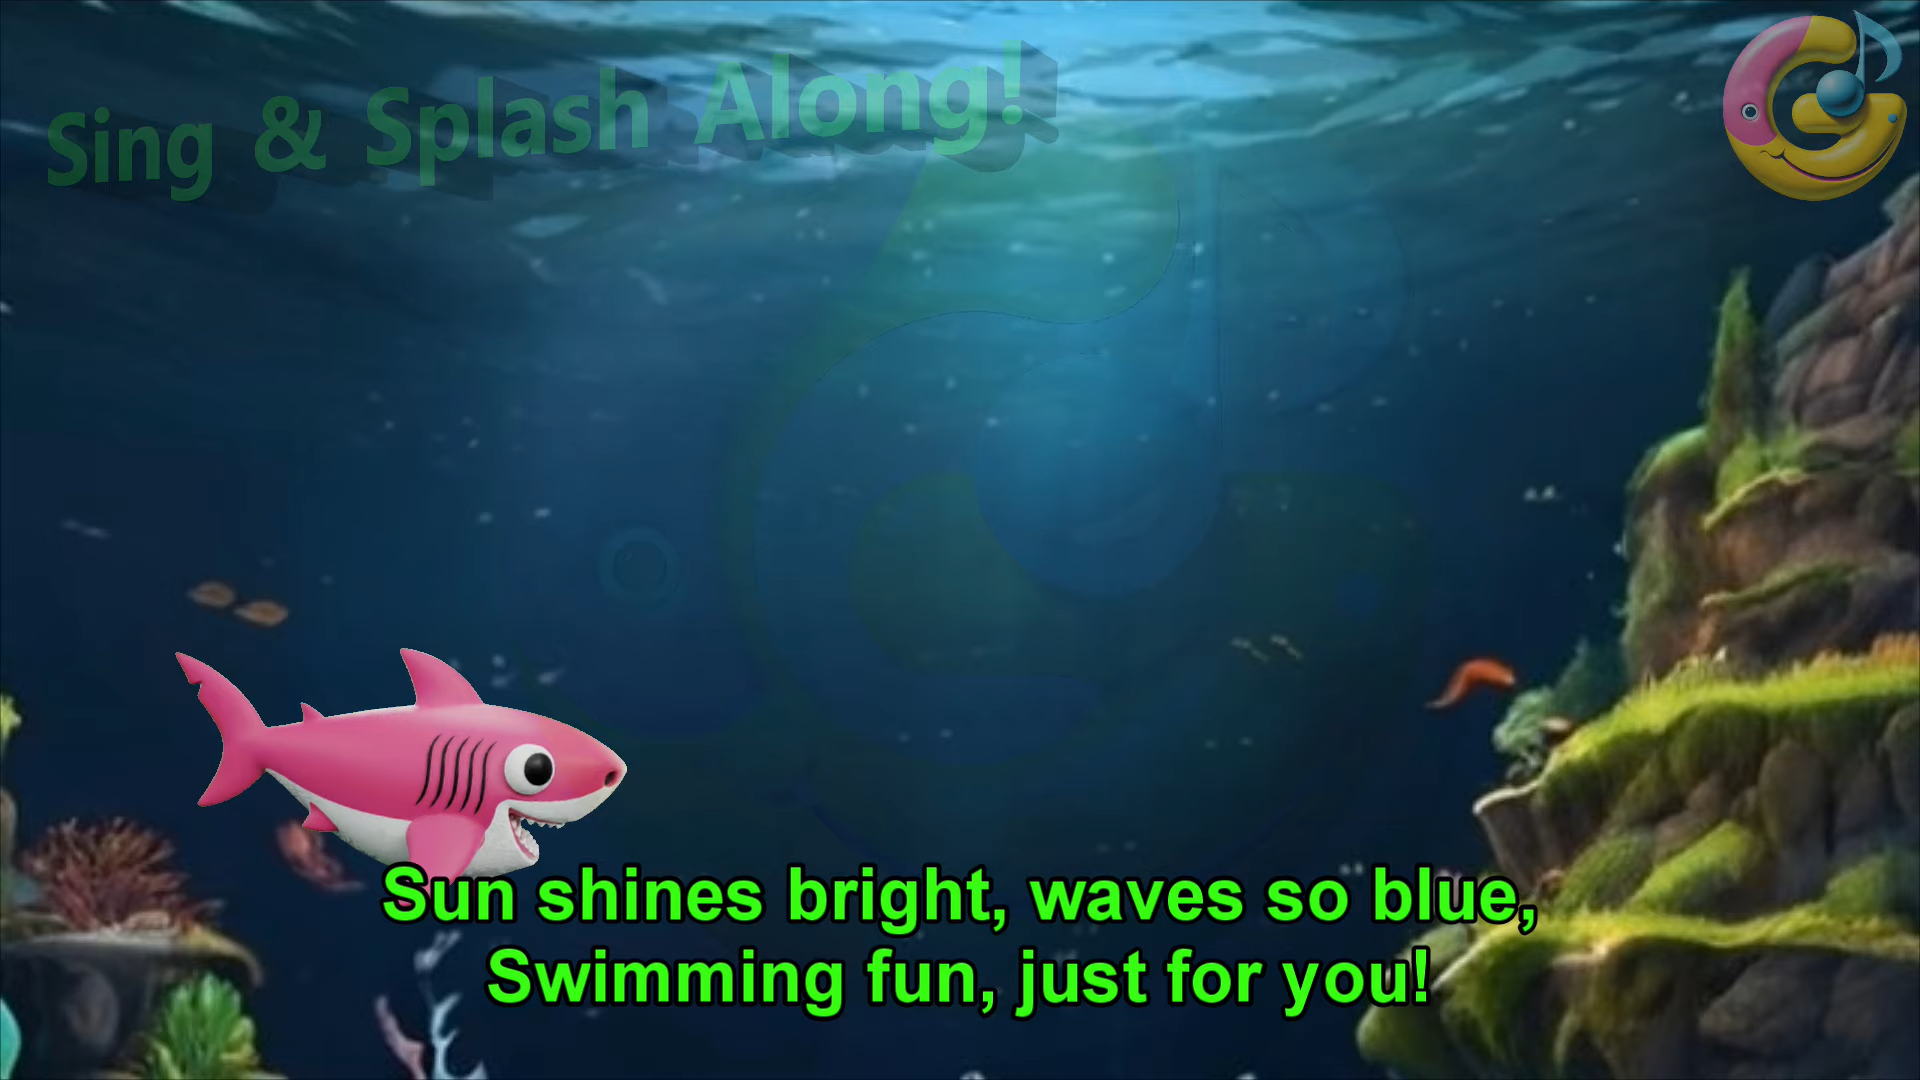 Sing & Splash Along!
Sun shines bright, waves so blue,
Swimming fun, just for you!